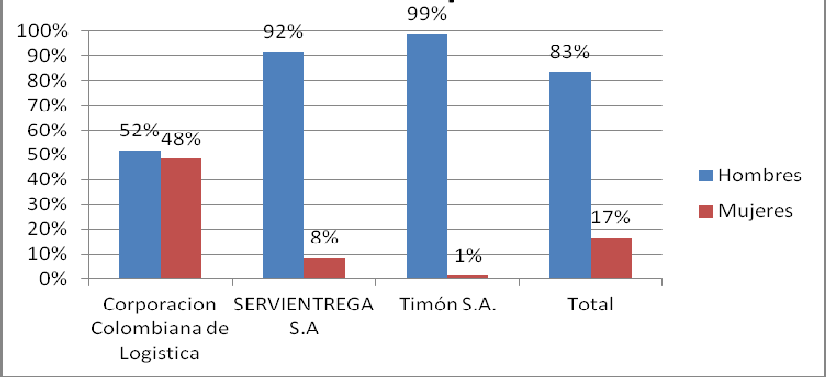 99%
92%
83%
52%
48%
17%
8%
1%
100%
90%
80%
70%
60%
50%
40%
30%
20%
10%
0%
Hombres
Mujeres
Corporacion
Colombiana de
Logistica
SERVIENTREGA
S.A
Timón S.A.
Total